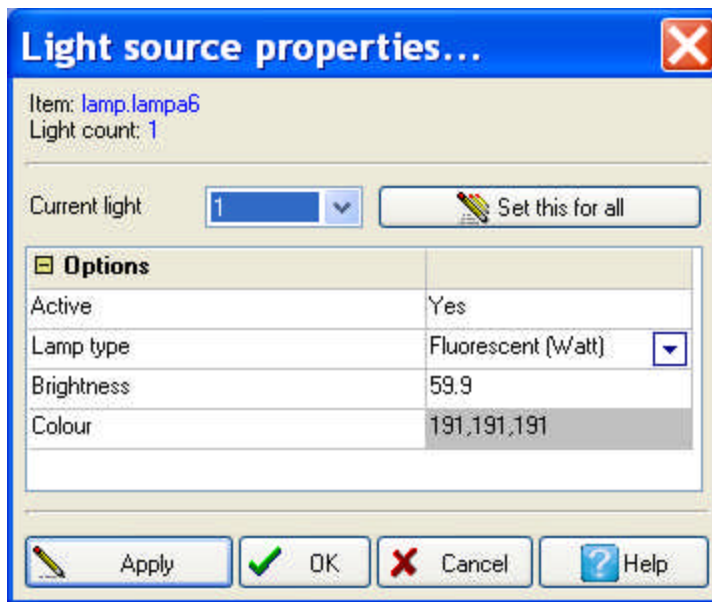 Light source properties...
Item: lamp.lampa6
Light count: 1
Current light 1 Set this for all
Options
Active Yes
Lamp type Fluorescent (Watt)
Brightness 59.9
Colour 191,191,191
Apply OK Cancel Help